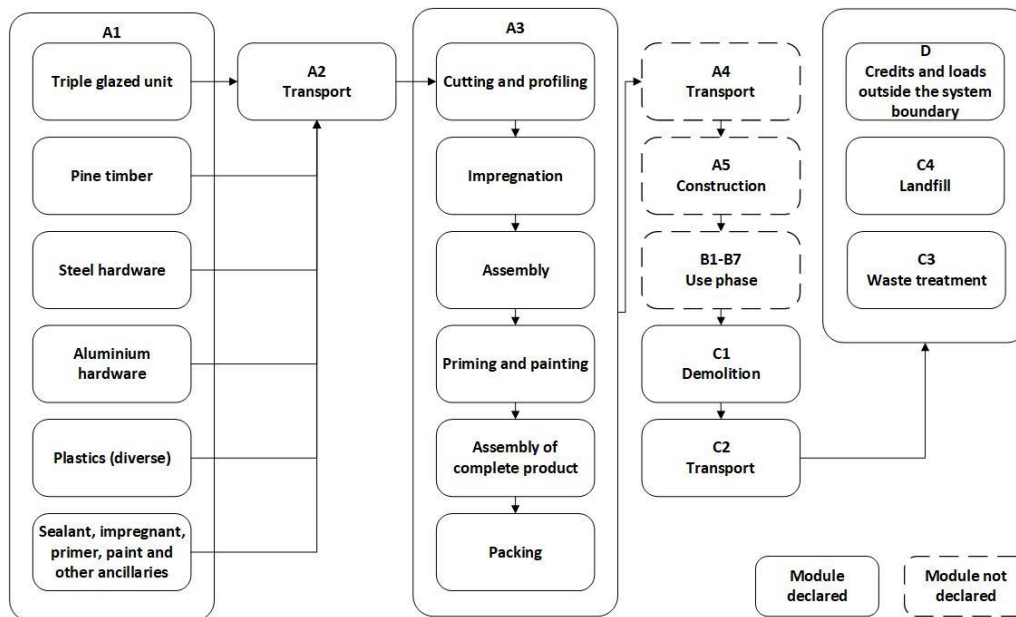 A1
Triple glazed unit
Pine timber
Steel hardware
Aluminium
hardware
Plastics (diverse)
Sealant, impregnant,
primer, paint and
other ancillaries
A2
Transport
A3
Cutting and profiling
Impregnation
Assembly
Priming and painting
Assembly of
complete product
Packing
A4
Transport
A5
Construction
B1-B7
Use phase
C1
Demolition
C2
Transport
D
Credits and loads
outside the system
boundary
C4
Landfill
C3
Waste treatment
Module
declared
Module not
declared